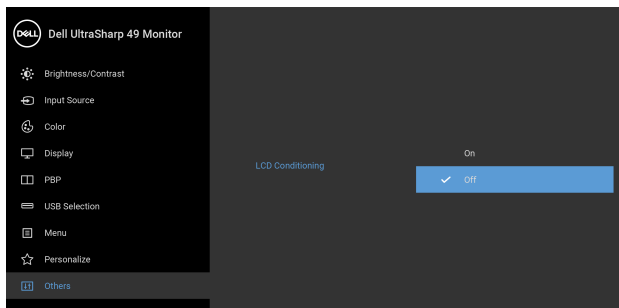 DELL Dell UltraSharp 49 Monitor
Brightness/Contrast
Input Source
Color
Display
PBP
USB Selection
Menu
Personalize
Others
LCD Conditioning
On
Off